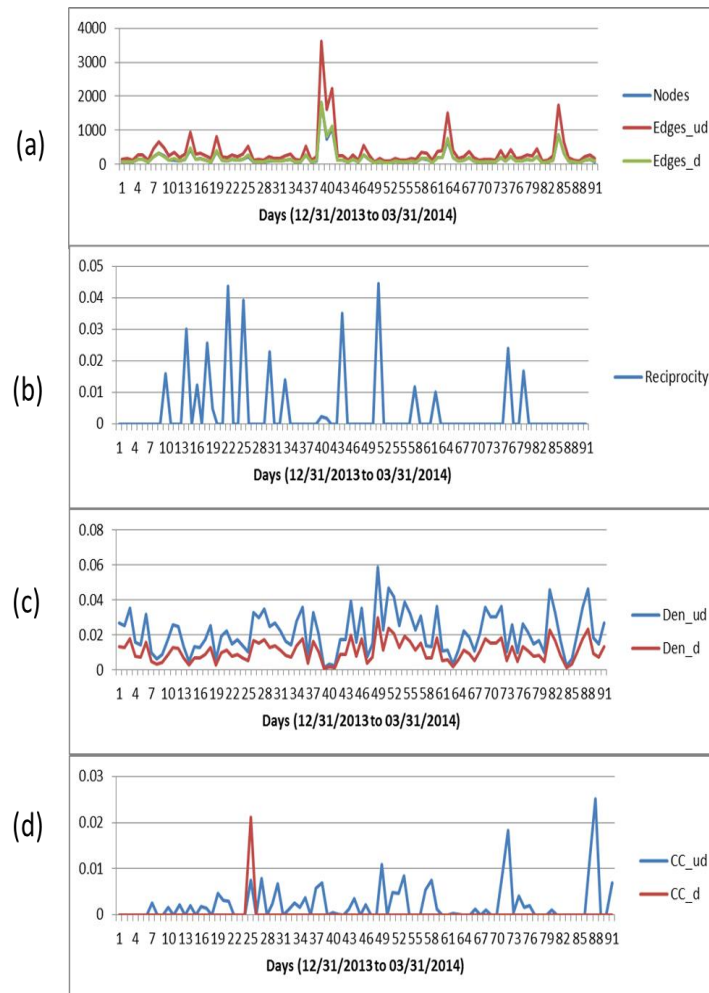 (a)
4000
3000
2000
1000
0
1 4 7 10 13 16 19 22 25 28 31 34 37 40 43 46 49 52 55 58 61 64 67 70 73 76 79 82 85 88 91
Days (12/31/2013 to 03/31/2014)
Nodes
Edges_ud
Edges_d
(b)
0.05
0.04
0.03
0.02
0.01
0
1 4 7 10 13 16 19 22 25 28 31 34 37 40 43 46 49 52 55 58 61 64 67 70 73 76 79 82 85 88 91
Days (12/31/2013 to 03/31/2014)
Reciprocity
(c)
0.08
0.06
0.04
0.02
0
1 4 7 10 13 16 19 22 25 28 31 34 37 40 43 46 49 52 55 58 61 64 67 70 73 76 79 82 85 88 91
Days (12/31/2013 to 03/31/2014)
Den_ud
Den_d
(d)
0.03
0.02
0.01
0
1 4 7 10 13 16 19 22 25 28 31 34 37 40 43 46 49 52 55 58 61 64 67 70 73 76 79 82 85 88 91
Days (12/31/2013 to 03/31/2014)
CC_ud
CC_d